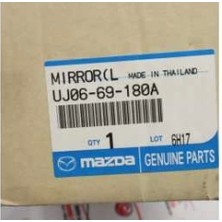 MIRROR(L MADE IN THAILAND
UJ06-69-180A
QTY 1 LOT 6H17
mazda GENUINE PARTS